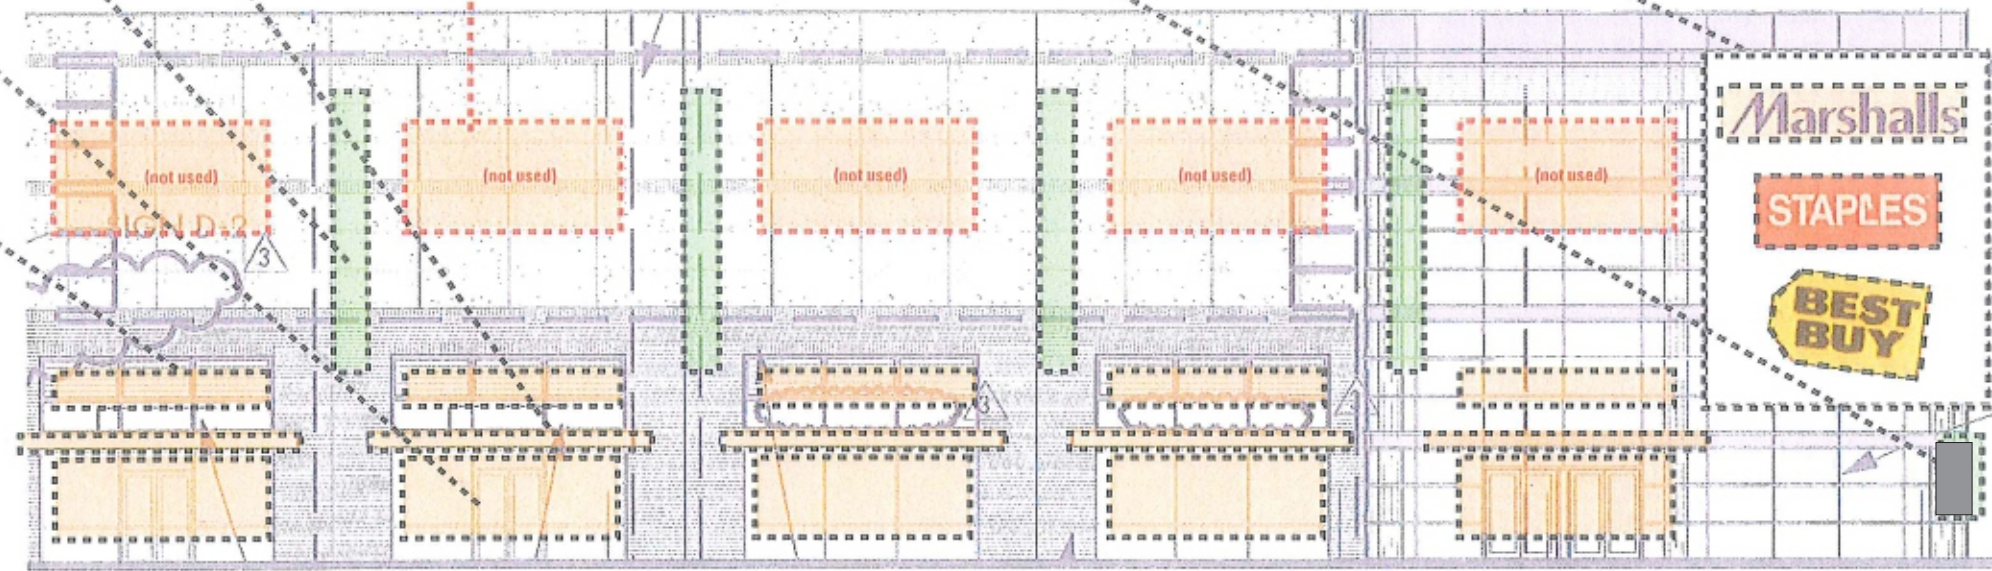 (not used)
(not used)
(not used)
(not used)
(not used)
SIGN D-2
3
3
Marshalls
STAPLES
BEST
BUY